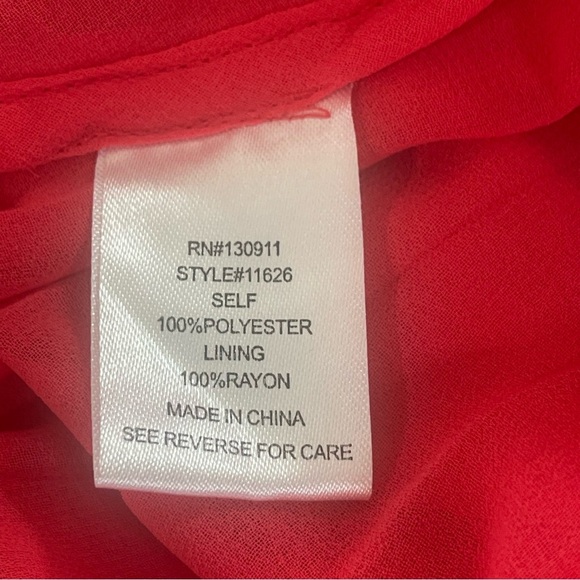 RN#130911
STYLE#11626
SELF
100%POLYESTER
LINING
100%RAYON
MADE IN CHINA
SEE REVERSE FOR CARE